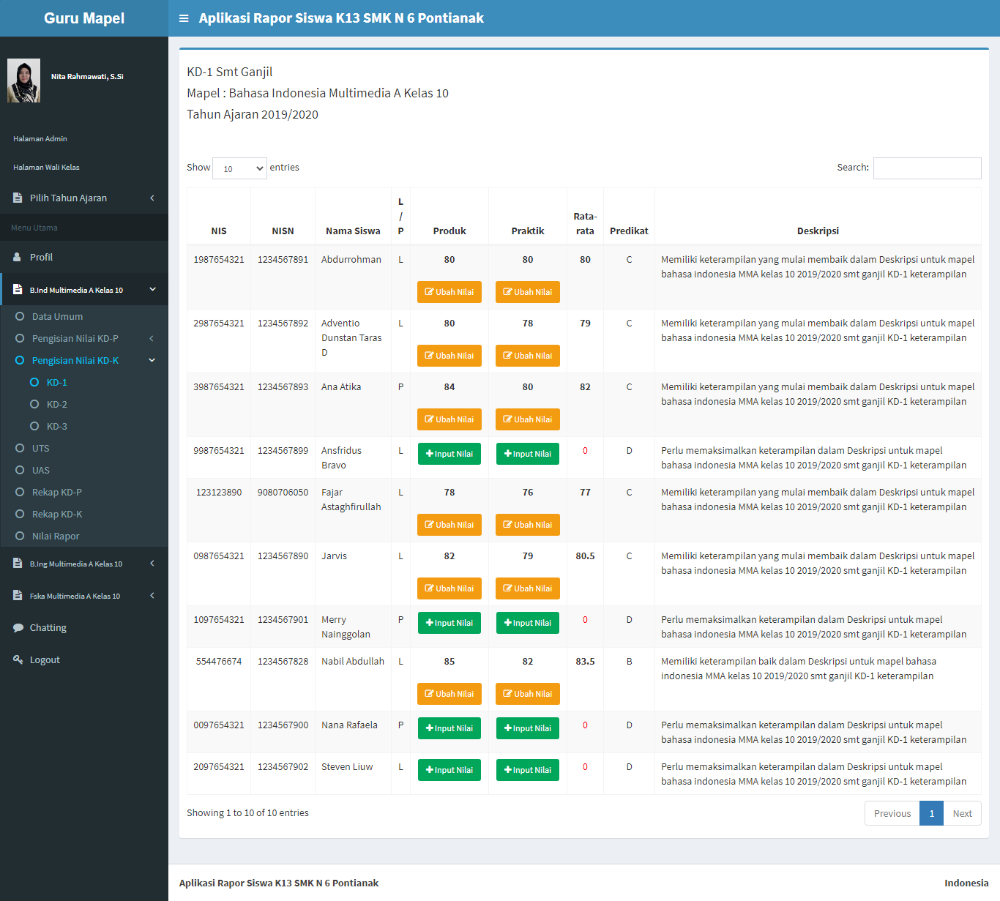 Guru Mapel
Aplikasi Rapor Siswa K13 SMK N 6 Pontianak
Nita Rahmawati, S.Si
Halaman Admin
Halaman Wali Kelas
Pilih Tahun Ajaran
Menu Utama
Profil
B.Ind Multimedia A Kelas 10
Data Umum
Pengisian Nilai KD-P
Pengisian Nilai KD-K
KD-1
KD-2
KD-3
UTS
UAS
Rekap KD-P
Rekap KD-K
Nilai Rapor
B.Ing Multimedia A Kelas 10
Fska Multimedia A Kelas 10
Chatting
Logout
KD-1 Smt Ganjil
Mapel : Bahasa Indonesia Multimedia A Kelas 10
Tahun Ajaran 2019/2020
Show 10 entries
Search:
NIS NISN Nama Siswa L / P Produk Praktik Rata-rata Predikat Deskripsi
1987654321 1234567891 Abdurrohman L 80 80 80 C Memiliki keterampilan yang mulai membaik dalam Deskripsi untuk mapel
bahasa indonesia MMA kelas 10 2019/2020 smt ganjil KD-1 keterampilan
Ubah Nilai Ubah Nilai
2987654321 1234567892 Adventio L 80 78 79 C Memiliki keterampilan yang mulai membaik dalam Deskripsi untuk mapel
Dunstan Taras bahasa indonesia MMA kelas 10 2019/2020 smt ganjil KD-1 keterampilan
D
Ubah Nilai Ubah Nilai
3987654321 1234567893 Ana Atika P 84 80 82 C Memiliki keterampilan yang mulai membaik dalam Deskripsi untuk mapel
bahasa indonesia MMA kelas 10 2019/2020 smt ganjil KD-1 keterampilan
Ubah Nilai Ubah Nilai
9987654321 1234567899 Ansfridus L Input Nilai Input Nilai 0 D Perlu memaksimalkan keterampilan dalam Deskripsi untuk mapel
Bravo bahasa indonesia MMA kelas 10 2019/2020 smt ganjil KD-1 keterampilan
123123890 9080706050 Fajar L 78 76 77 C Memiliki keterampilan yang mulai membaik dalam Deskripsi untuk mapel
Astaghfirullah bahasa indonesia MMA kelas 10 2019/2020 smt ganjil KD-1 keterampilan
Ubah Nilai Ubah Nilai
0987654321 1234567890 Jarvis L 82 79 80.5 C Memiliki keterampilan yang mulai membaik dalam Deskripsi untuk mapel
bahasa indonesia MMA kelas 10 2019/2020 smt ganjil KD-1 keterampilan
Ubah Nilai Ubah Nilai
1097654321 1234567901 Merry P Input Nilai Input Nilai 0 D Perlu memaksimalkan keterampilan dalam Deskripsi untuk mapel
Nainggolan bahasa indonesia MMA kelas 10 2019/2020 smt ganjil KD-1 keterampilan
554476674 1234567828 Nabil Abdullah L 85 82 83.5 B Memiliki keterampilan baik dalam Deskripsi untuk mapel bahasa
indonesia MMA kelas 10 2019/2020 smt ganjil KD-1 keterampilan
Ubah Nilai Ubah Nilai
0097654321 1234567900 Nana Rafaela P Input Nilai Input Nilai 0 D Perlu memaksimalkan keterampilan dalam Deskripsi untuk mapel
bahasa indonesia MMA kelas 10 2019/2020 smt ganjil KD-1 keterampilan
2097654321 1234567902 Steven Liuw L Input Nilai Input Nilai 0 D Perlu memaksimalkan keterampilan dalam Deskripsi untuk mapel
bahasa indonesia MMA kelas 10 2019/2020 smt ganjil KD-1 keterampilan
Showing 1 to 10 of 10 entries
Previous 1 Next
Aplikasi Rapor Siswa K13 SMK N 6 Pontianak
Indonesia